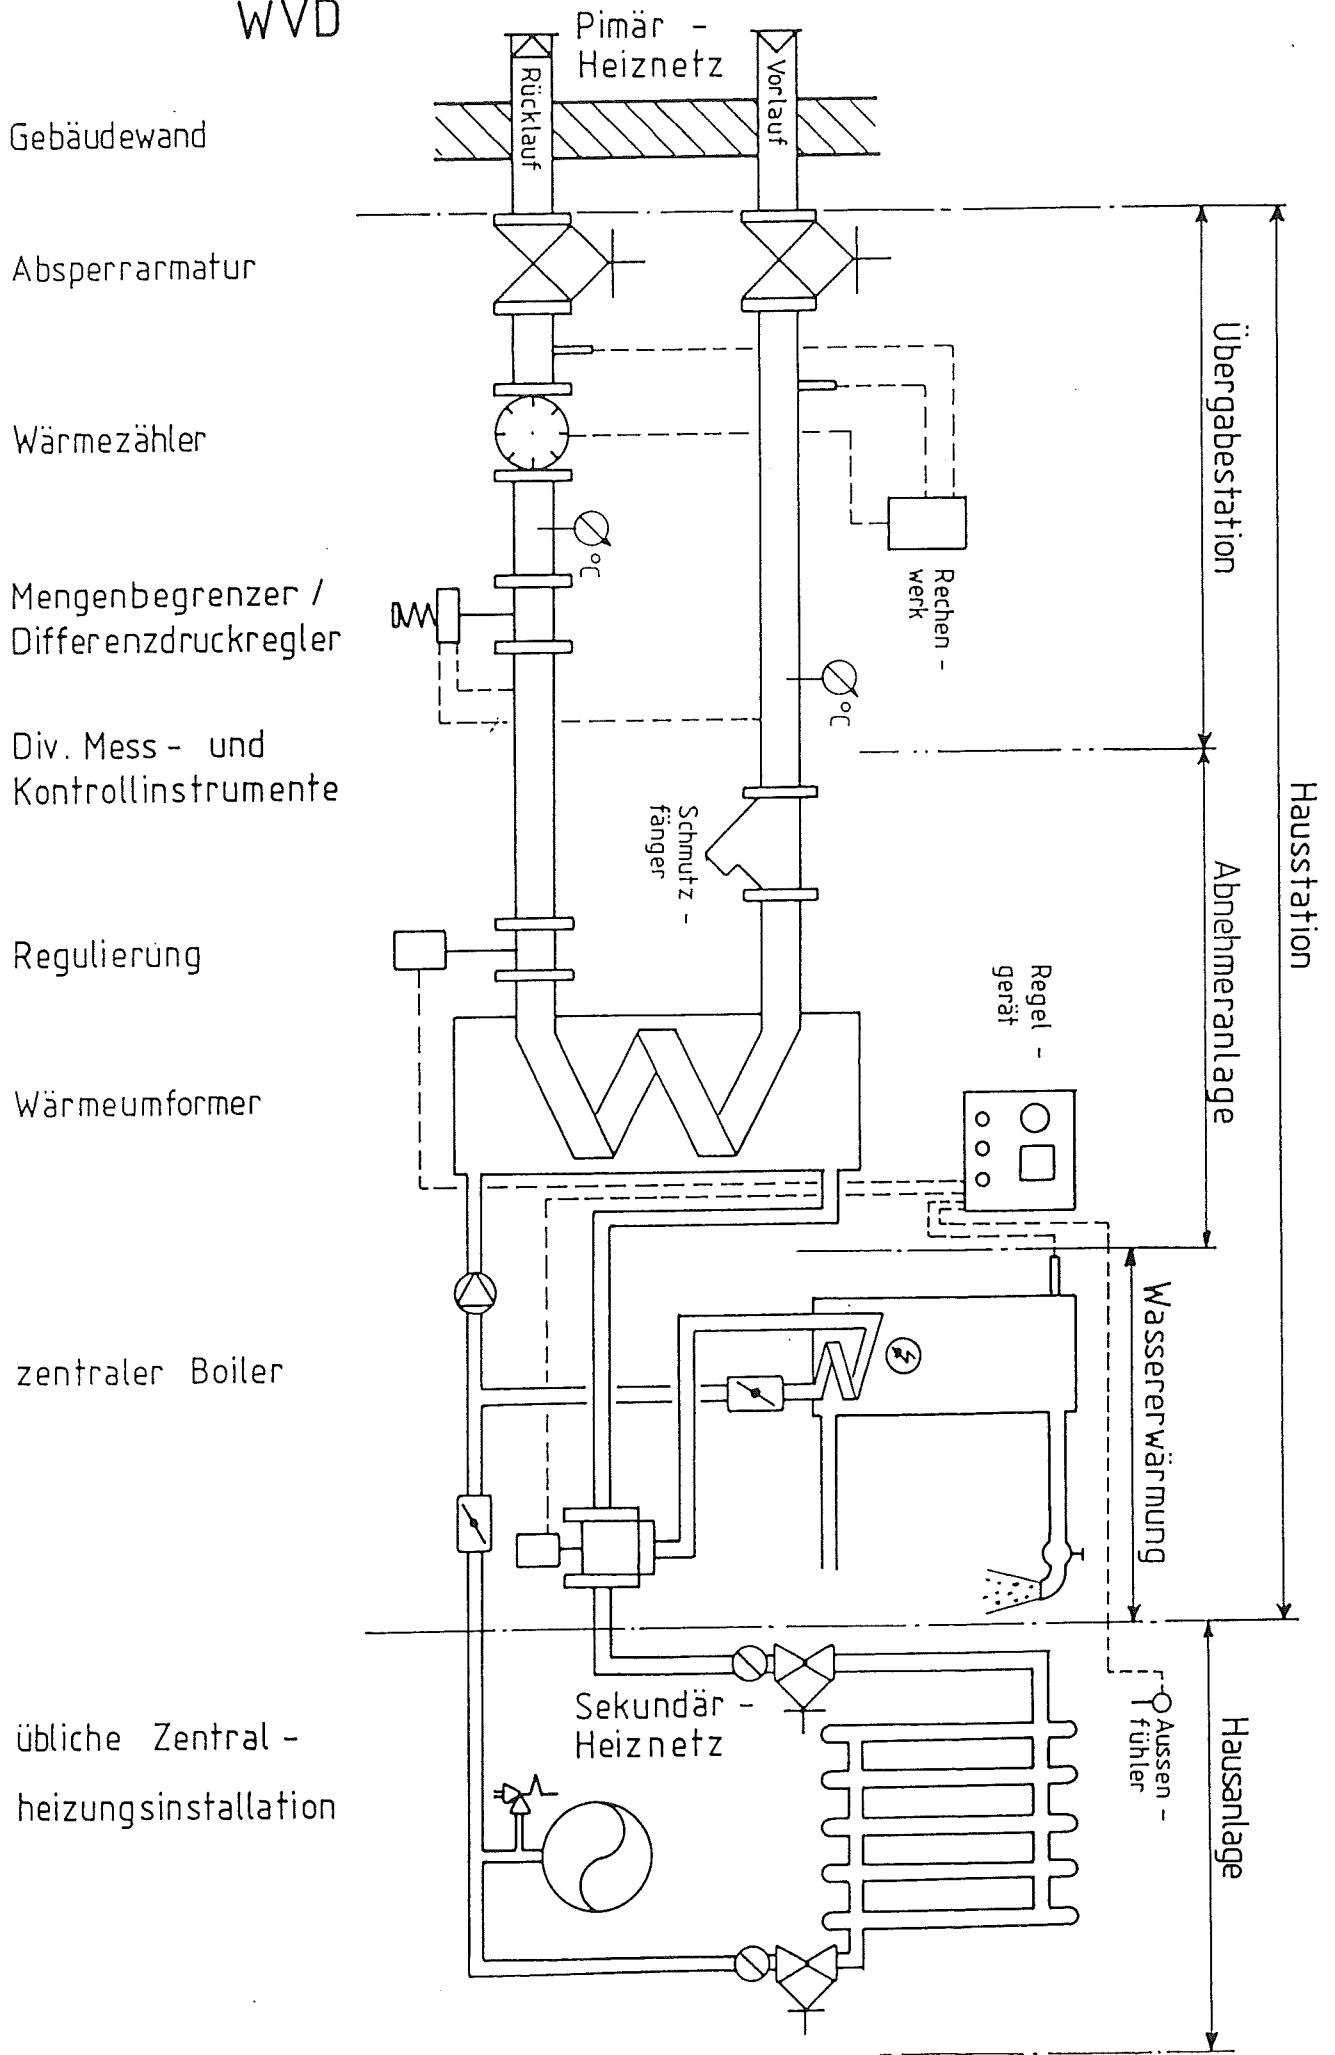 WVD
Pimär -
Heiznetz
Rücklauf
Vorlauf
Gebäudewand
Absperrarmatur
Übergabestation
Wärmezähler
°C
Rechen -
werk
Mengenbegrenzer /
Differenzdruckregler
°C
Div. Mess - und
Kontrollinstrumente
Schmutz -
fänger
Hausstation
Abnehmeranlage
Regulierung
Regel -
gerät
Wärmeumformer
Wassererwärmung
zentraler Boiler
Sekundär -
Heiznetz
Aussen -
fühler
Hausanlage
übliche Zentral -
heizungsinstallation